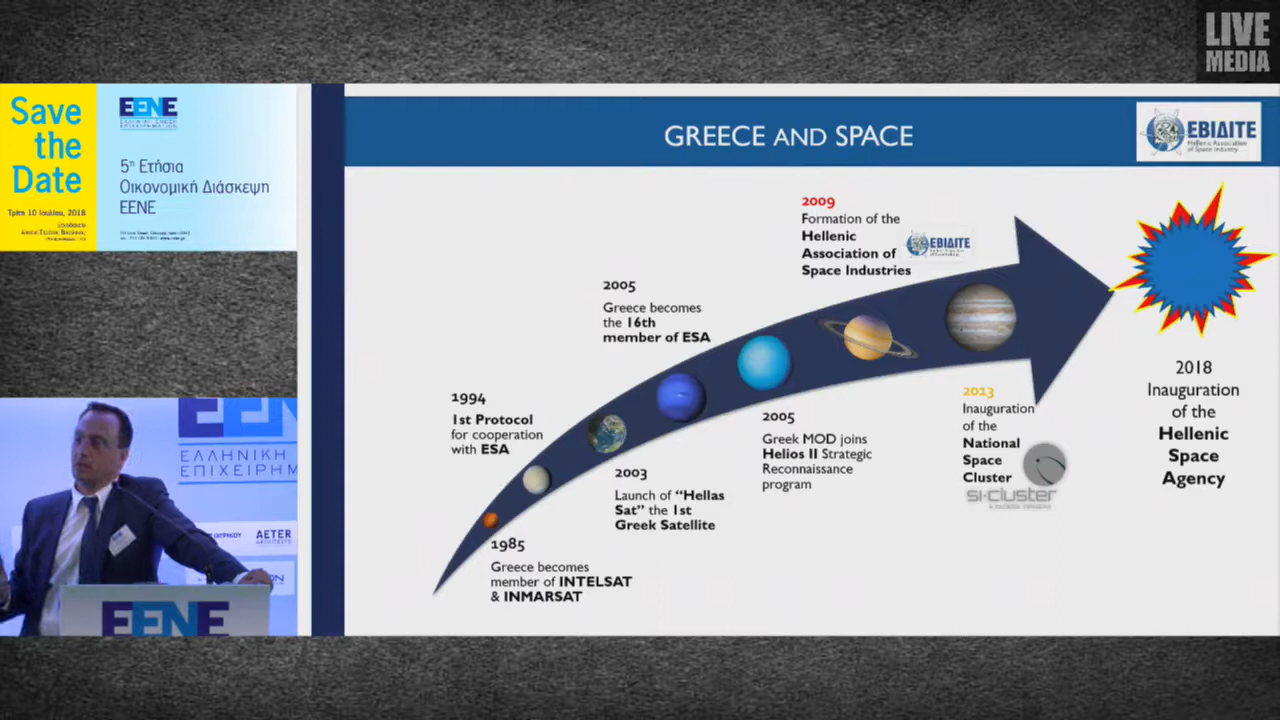 LIVE
MEDIA
Save
the
Date
Τρίτη 10 Ιουλίου, 2018
ΕΕΝΕ
5η Ετήσια
Οικονομική Διάσκεψη
ΕΕΝΕ
GREECE AND SPACE
ΕΒΙΔΙΤΕ
Hellenic Association
of Space Industry
2009
Formation of the
Hellenic
Association of
Space Industries
ΕΒΙΔΙΤΕ
2005
Greece becomes
the 16th
member of ESA
1994
1st Protocol
for cooperation
with ESA
2003
Launch of “Hellas
Sat” the 1st
Greek Satellite
1985
Greece becomes
member of INTELSAT
& INMARSAT
2005
Greek MOD joins
Helios II Strategic
Reconnaissance
program
2013
Inauguration
of the
National
Space
Cluster
si-cluster
2018
Inauguration
of the
Hellenic
Space
Agency
ΕΛΛΗΝΙΚΗ
ΕΠΙΧΕΙΡΗΜ
AETER
ΕΕΝΕ